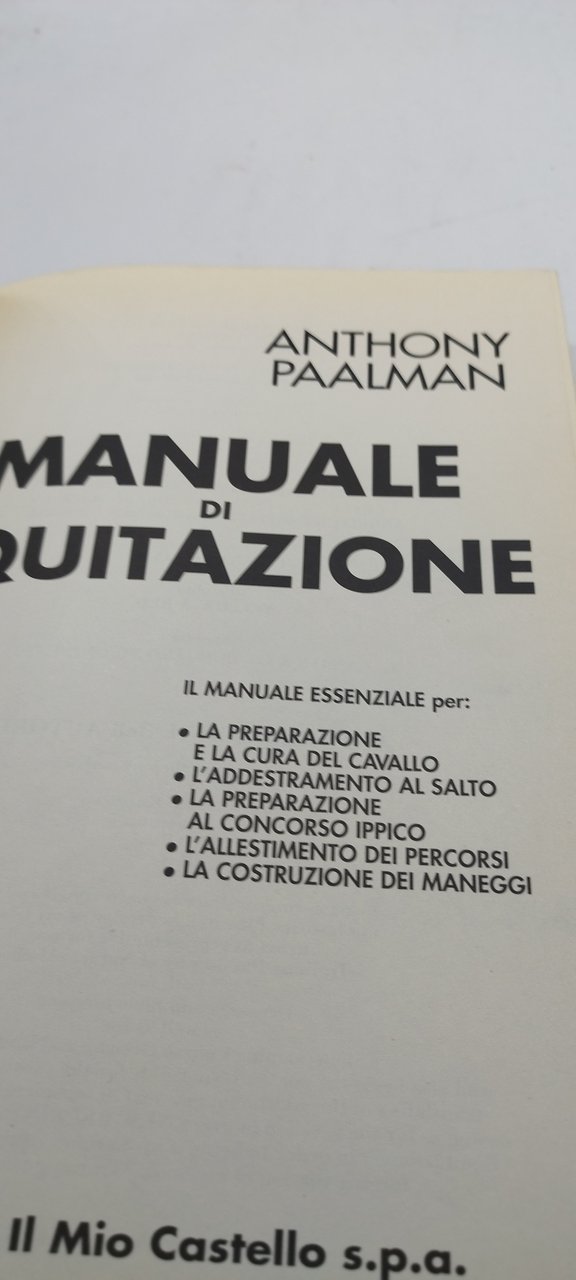 ANTHONY
PAALMAN
MANUALE
DI
QUITAZIONE
IL MANUALE ESSENZIALE per:
• LA PREPARAZIONE
E LA CURA DEL CAVALLO
• L'ADDESTRAMENTO AL SALTO
• LA PREPARAZIONE
AL CONCORSO IPPICO
• L'ALLESTIMENTO DEI PERCORSI
• LA COSTRUZIONE DEI MANEGGI
Il Mio Castello s.p.a.